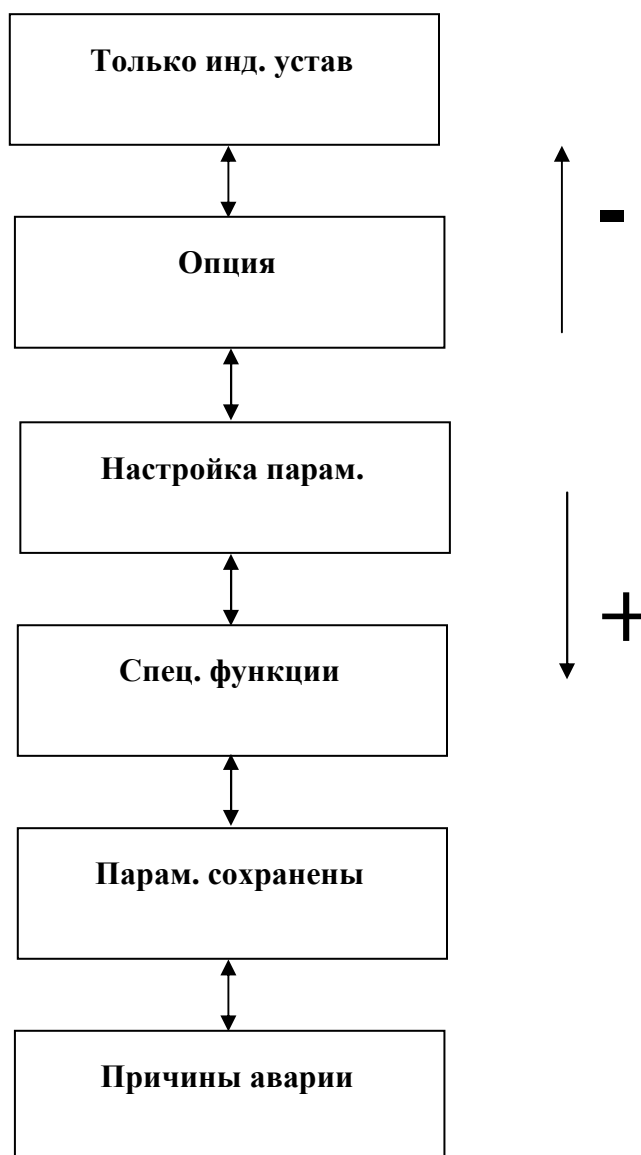 Только инд. устав
-
Опция
Настройка парам.
+
Спец. функции
Парам. сохранены
Причины аварии